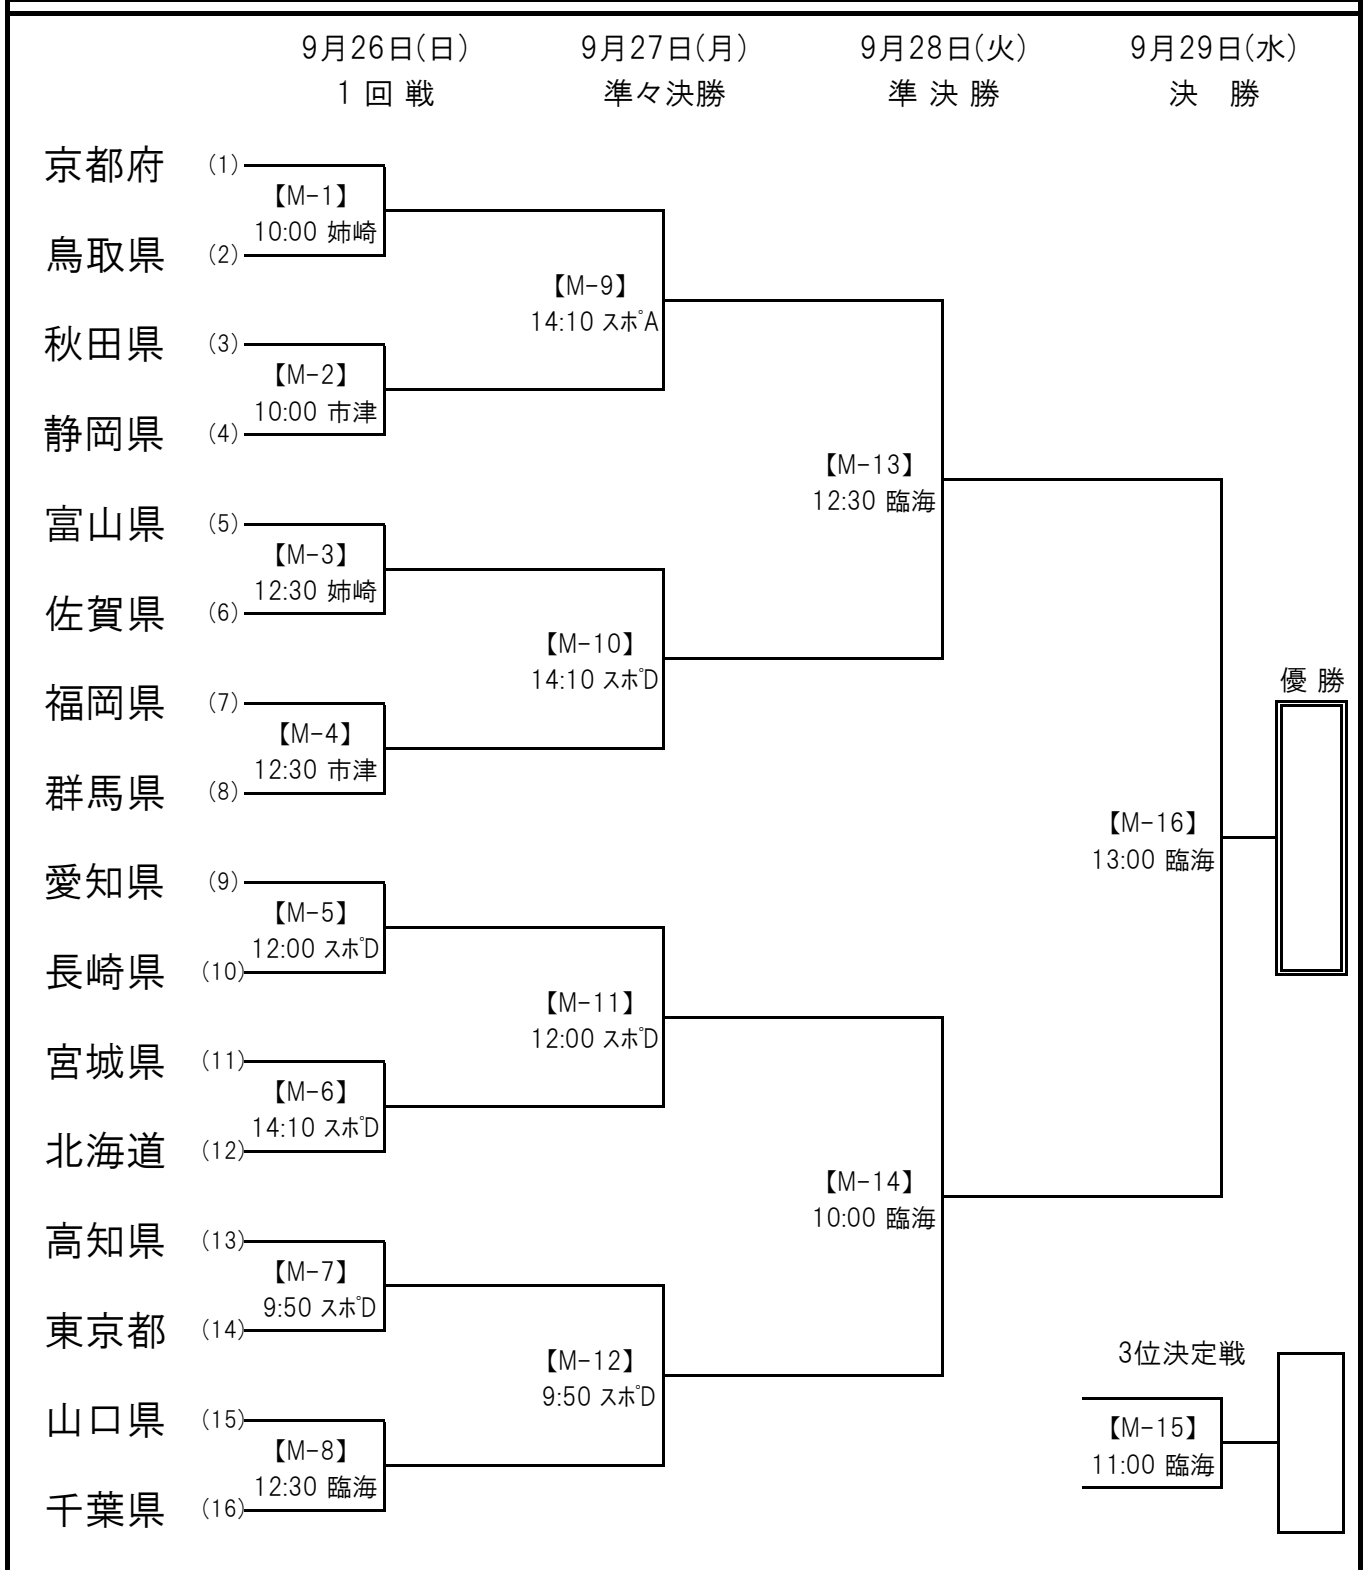 9月26日(日) 9月27日(月) 9月28日(火) 9月29日(水)
1 回 戦 準々決勝 準 決 勝 決 勝
京都府 (1)
【M-1】
10:00 姉崎
鳥取県 (2)
【M-9】
14:10 スポA
秋田県 (3)
【M-2】
10:00 市津
静岡県 (4)
【M-13】
12:30 臨海
富山県 (5)
【M-3】
12:30 姉崎
佐賀県 (6)
【M-10】
14:10 スポD
優 勝
福岡県 (7)
【M-4】
12:30 市津
群馬県 (8)
【M-16】
13:00 臨海
愛知県 (9)
【M-5】
12:00 スポD
長崎県 (10)
【M-11】
12:00 スポD
宮城県 (11)
【M-6】
14:10 スポD
北海道 (12)
【M-14】
10:00 臨海
高知県 (13)
【M-7】
9:50 スポD
東京都 (14)
3位決定戦
【M-12】
9:50 スポD
山口県 (15)
【M-15】
11:00 臨海
【M-8】
12:30 臨海
千葉県 (16)